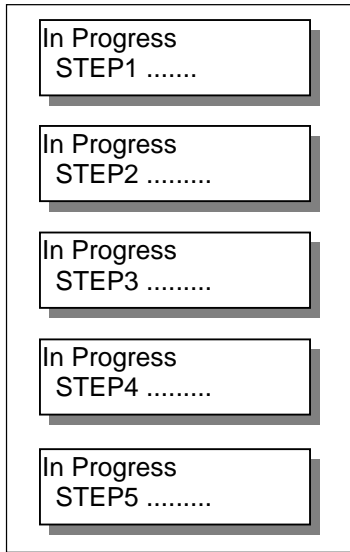 In Progress
STEP1 .......
In Progress
STEP2 .........
In Progress
STEP3 .........
In Progress
STEP4 .........
In Progress
STEP5 .........